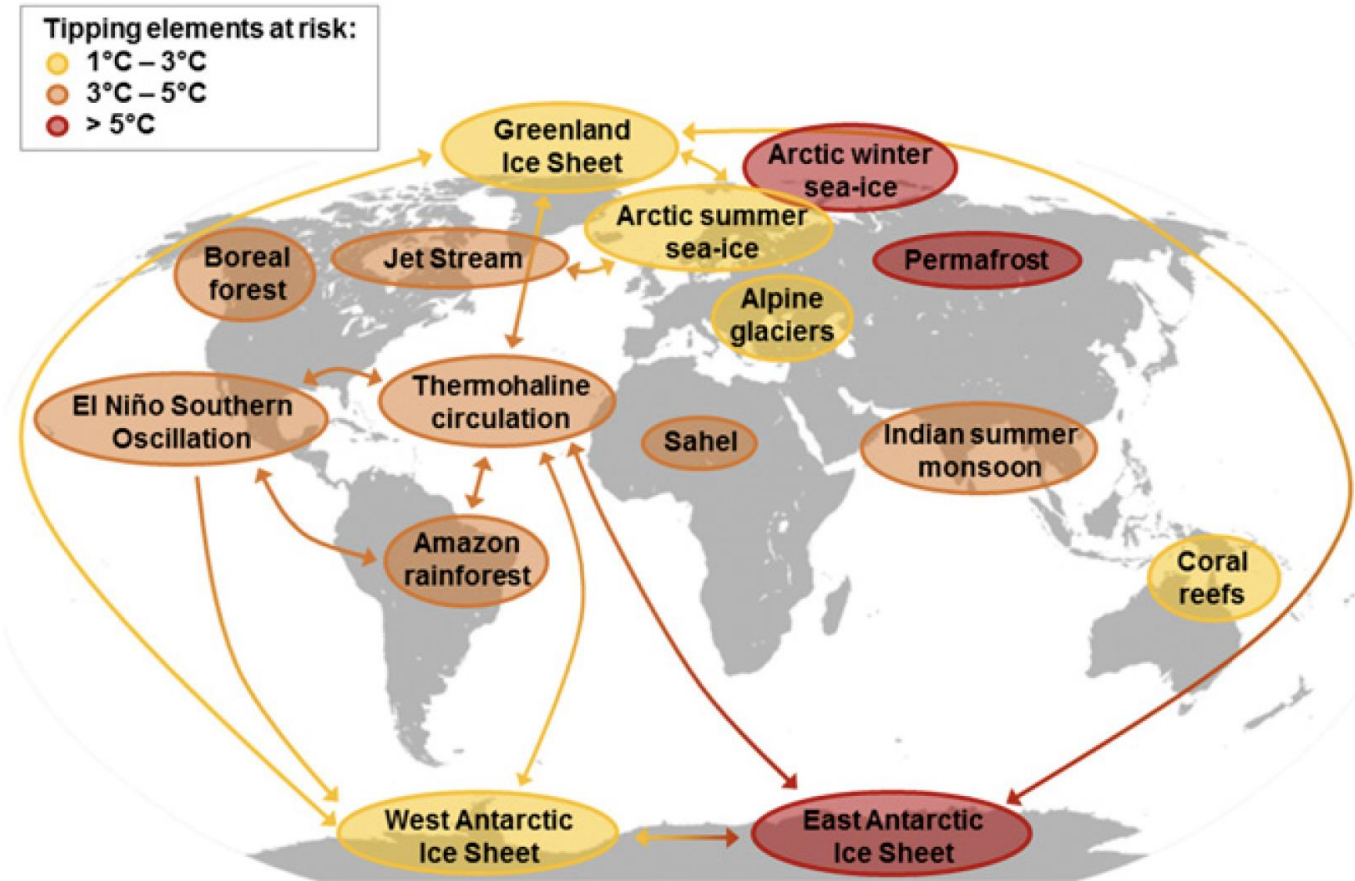 Tipping elements at risk:
1°C – 3°C
3°C – 5°C
> 5°C
Greenland
Ice Sheet
Arctic winter
sea-ice
Arctic summer
sea-ice
Boreal
forest
Jet Stream
Permafrost
Alpine
glaciers
El Niño Southern
Oscillation
Thermohaline
circulation
Sahel
Indian summer
monsoon
Amazon
rainforest
Coral
reefs
West Antarctic
Ice Sheet
East Antarctic
Ice Sheet